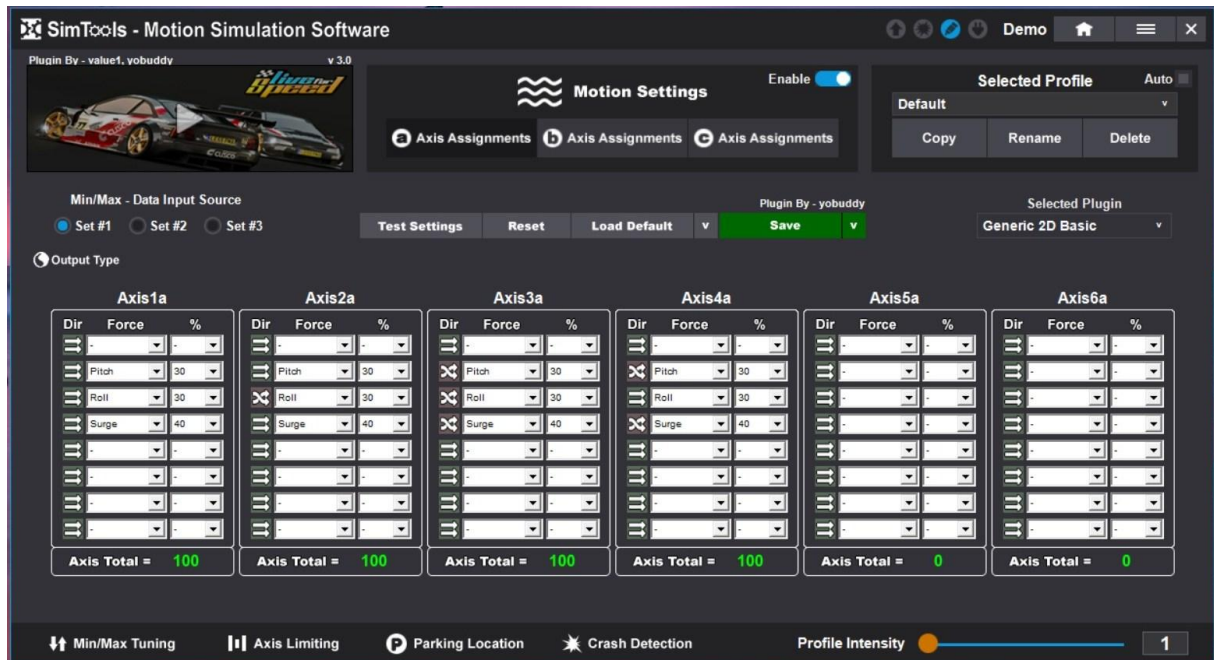 SimTools - Motion Simulation Software Demo
Plugin By - value1, yobuddy v 3.0
Live for Speed
Motion Settings Enable
a Axis Assignments b Axis Assignments c Axis Assignments
Selected Profile Auto
Default v
Copy Rename Delete
Min/Max - Data Input Source
Set #1 Set #2 Set #3
Plugin By - yobuddy
Test Settings Reset Load Default v Save v
Selected Plugin
Generic 2D Basic v
Output Type
Axis1a Axis2a Axis3a Axis4a Axis5a Axis6a
Dir Force % Dir Force % Dir Force % Dir Force % Dir Force % Dir Force %
- - - - - - - - - - - -
Pitch 30 Pitch 30 Pitch 30 Pitch 30 - - - -
Roll 30 Roll 30 Roll 30 Roll 30 - - - -
Surge 40 Surge 40 Surge 40 Surge 40 - - - -
- - - - - - - - - - - -
- - - - - - - - - - - -
- - - - - - - - - - - -
- - - - - - - - - - - -
Axis Total = 100 Axis Total = 100 Axis Total = 100 Axis Total = 100 Axis Total = 0 Axis Total = 0
Min/Max Tuning Axis Limiting P Parking Location Crash Detection Profile Intensity 1